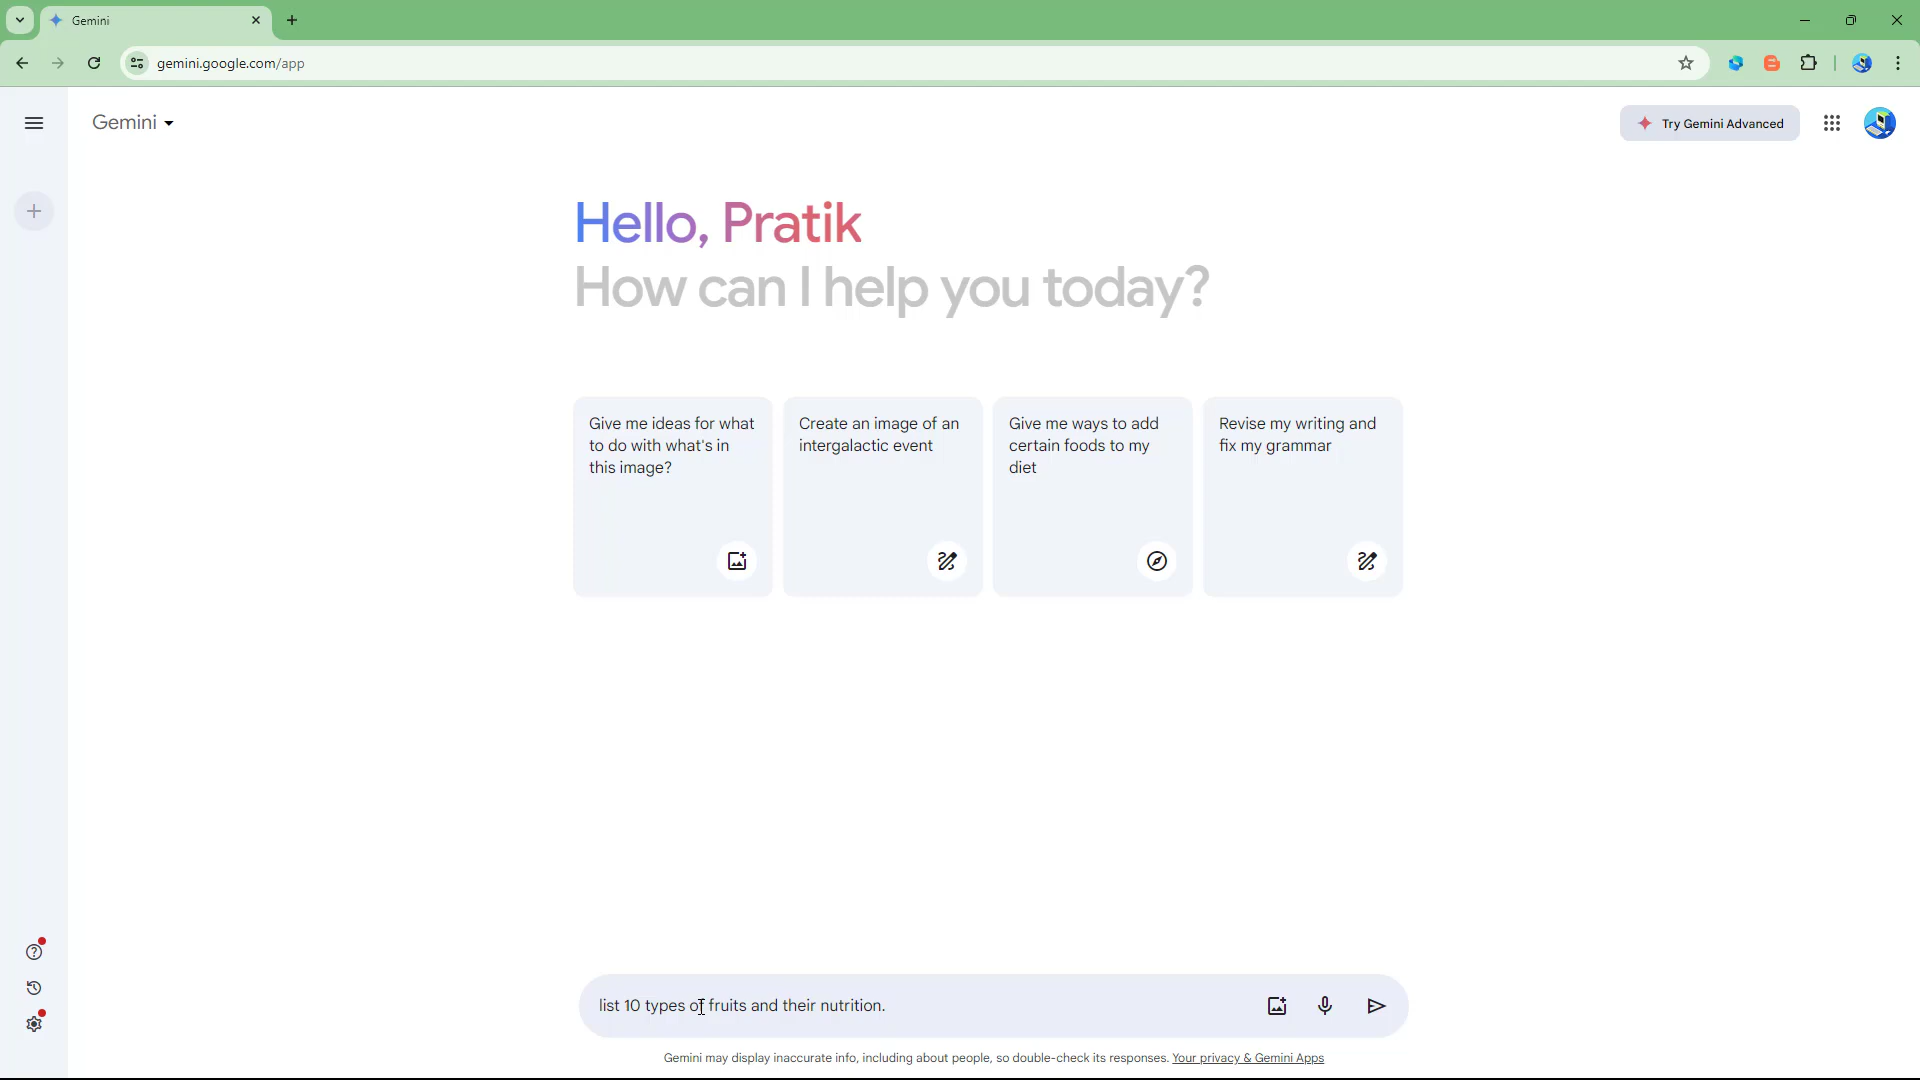 Gemini
gemini.google.com/app
Gemini
Try Gemini Advanced
Hello, Pratik
How can I help you today?
Give me ideas for what
to do with what's in
this image?
Create an image of an
intergalactic event
Give me ways to add
certain foods to my
diet
Revise my writing and
fix my grammar
list 10 types of fruits and their nutrition.
Gemini may display inaccurate info, including about people, so double-check its responses. Your privacy & Gemini Apps